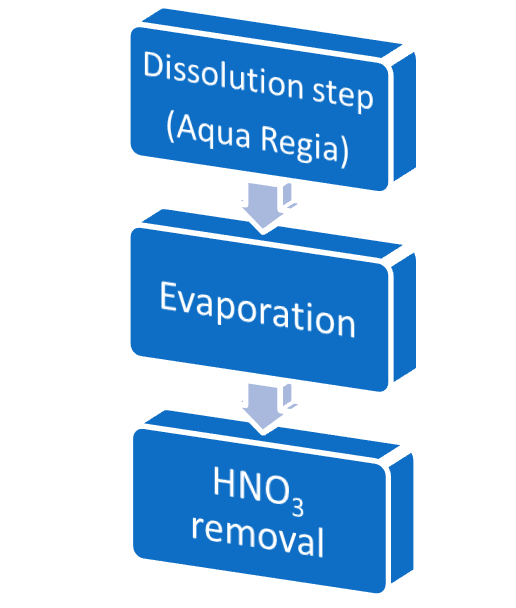 Dissolution step
(Aqua Regia)
Evaporation
HNO₃
removal